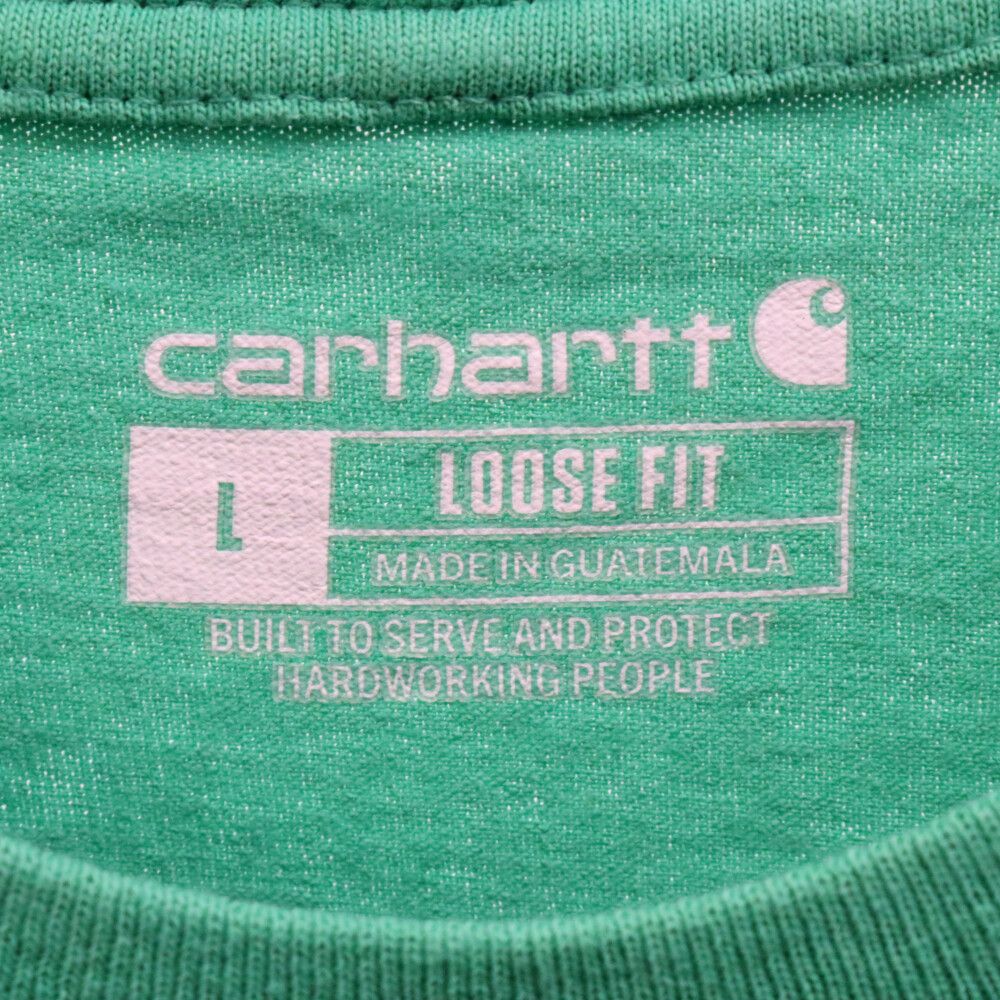 carhartt
L
LOOSE FIT
MADE IN GUATEMALA
BUILT TO SERVE AND PROTECT
HARDWORKING PEOPLE